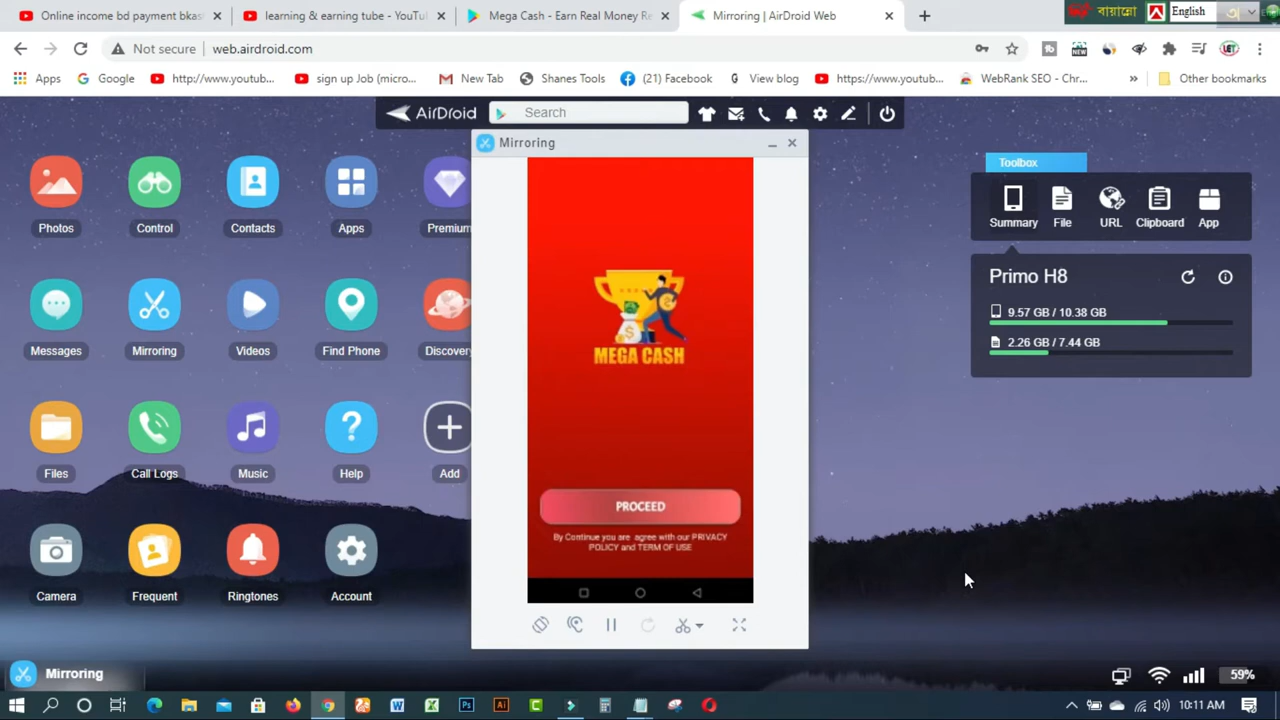 Online income bd payment bkas
learning & earning tech - YouTu
Mega Cash - Earn Real Money R
Mirroring | AirDroid Web
English
Not secure
web.airdroid.com
Apps
Google
http://www.youtub...
sign up Job (micro...
New Tab
Shanes Tools
(21) Facebook
View blog
https://www.youtu...
WebRank SEO - Chr...
»
Other bookmarks
AirDroid
Search
Mirroring
Toolbox
Summary
File
URL
Clipboard
App
Primo H8
9.57 GB / 10.38 GB
2.26 GB / 7.44 GB
Photos
Control
Contacts
Apps
Premium
Messages
Mirroring
Videos
Find Phone
Discovery
Files
Call Logs
Music
Help
Add
Camera
Frequent
Ringtones
Account
MEGA CASH
PROCEED
By Continue you are agree with our PRIVACY
POLICY and TERM OF USE
Mirroring
59%
10:11 AM